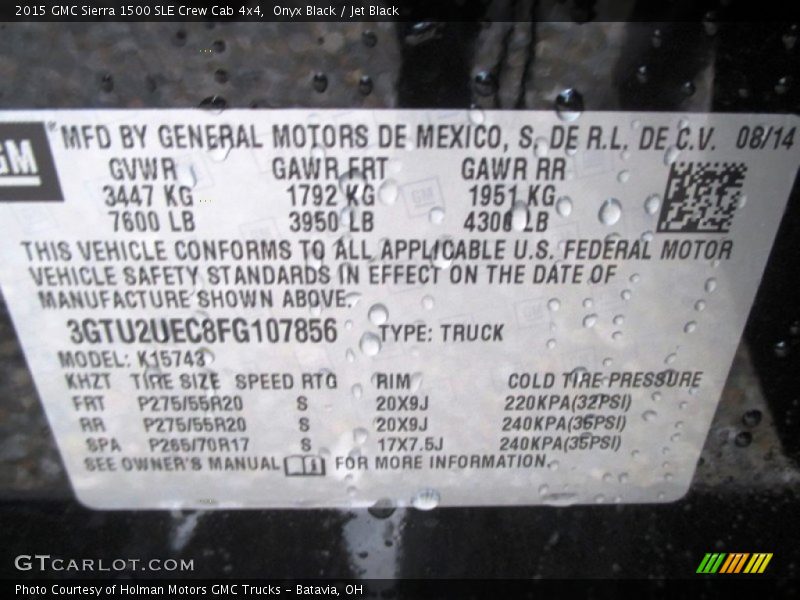 2015 GMC Sierra 1500 SLE Crew Cab 4x4, Onyx Black / Jet Black
GM
MFD BY GENERAL MOTORS DE MEXICO, S. DE R.L. DE C.V. 08/14
GVWR GAWR FRT GAWR RR
3447 KG 1792 KG 1951 KG
7600 LB 3950 LB 4300 LB
THIS VEHICLE CONFORMS TO ALL APPLICABLE U.S. FEDERAL MOTOR
VEHICLE SAFETY STANDARDS IN EFFECT ON THE DATE OF
MANUFACTURE SHOWN ABOVE.
3GTU2UEC8FG107856 TYPE: TRUCK
MODEL: K15743
KHZT TIRE SIZE SPEED RTG RIM COLD TIRE PRESSURE
FRT P275/55R20 S 20X9J 220KPA(32PSI)
RR P275/55R20 S 20X9J 240KPA(35PSI)
SPA P265/70R17 S 17X7.5J 240KPA(35PSI)
SEE OWNER'S MANUAL FOR MORE INFORMATION.
GTCARLOT.COM
Photo Courtesy of Holman Motors GMC Trucks - Batavia, OH